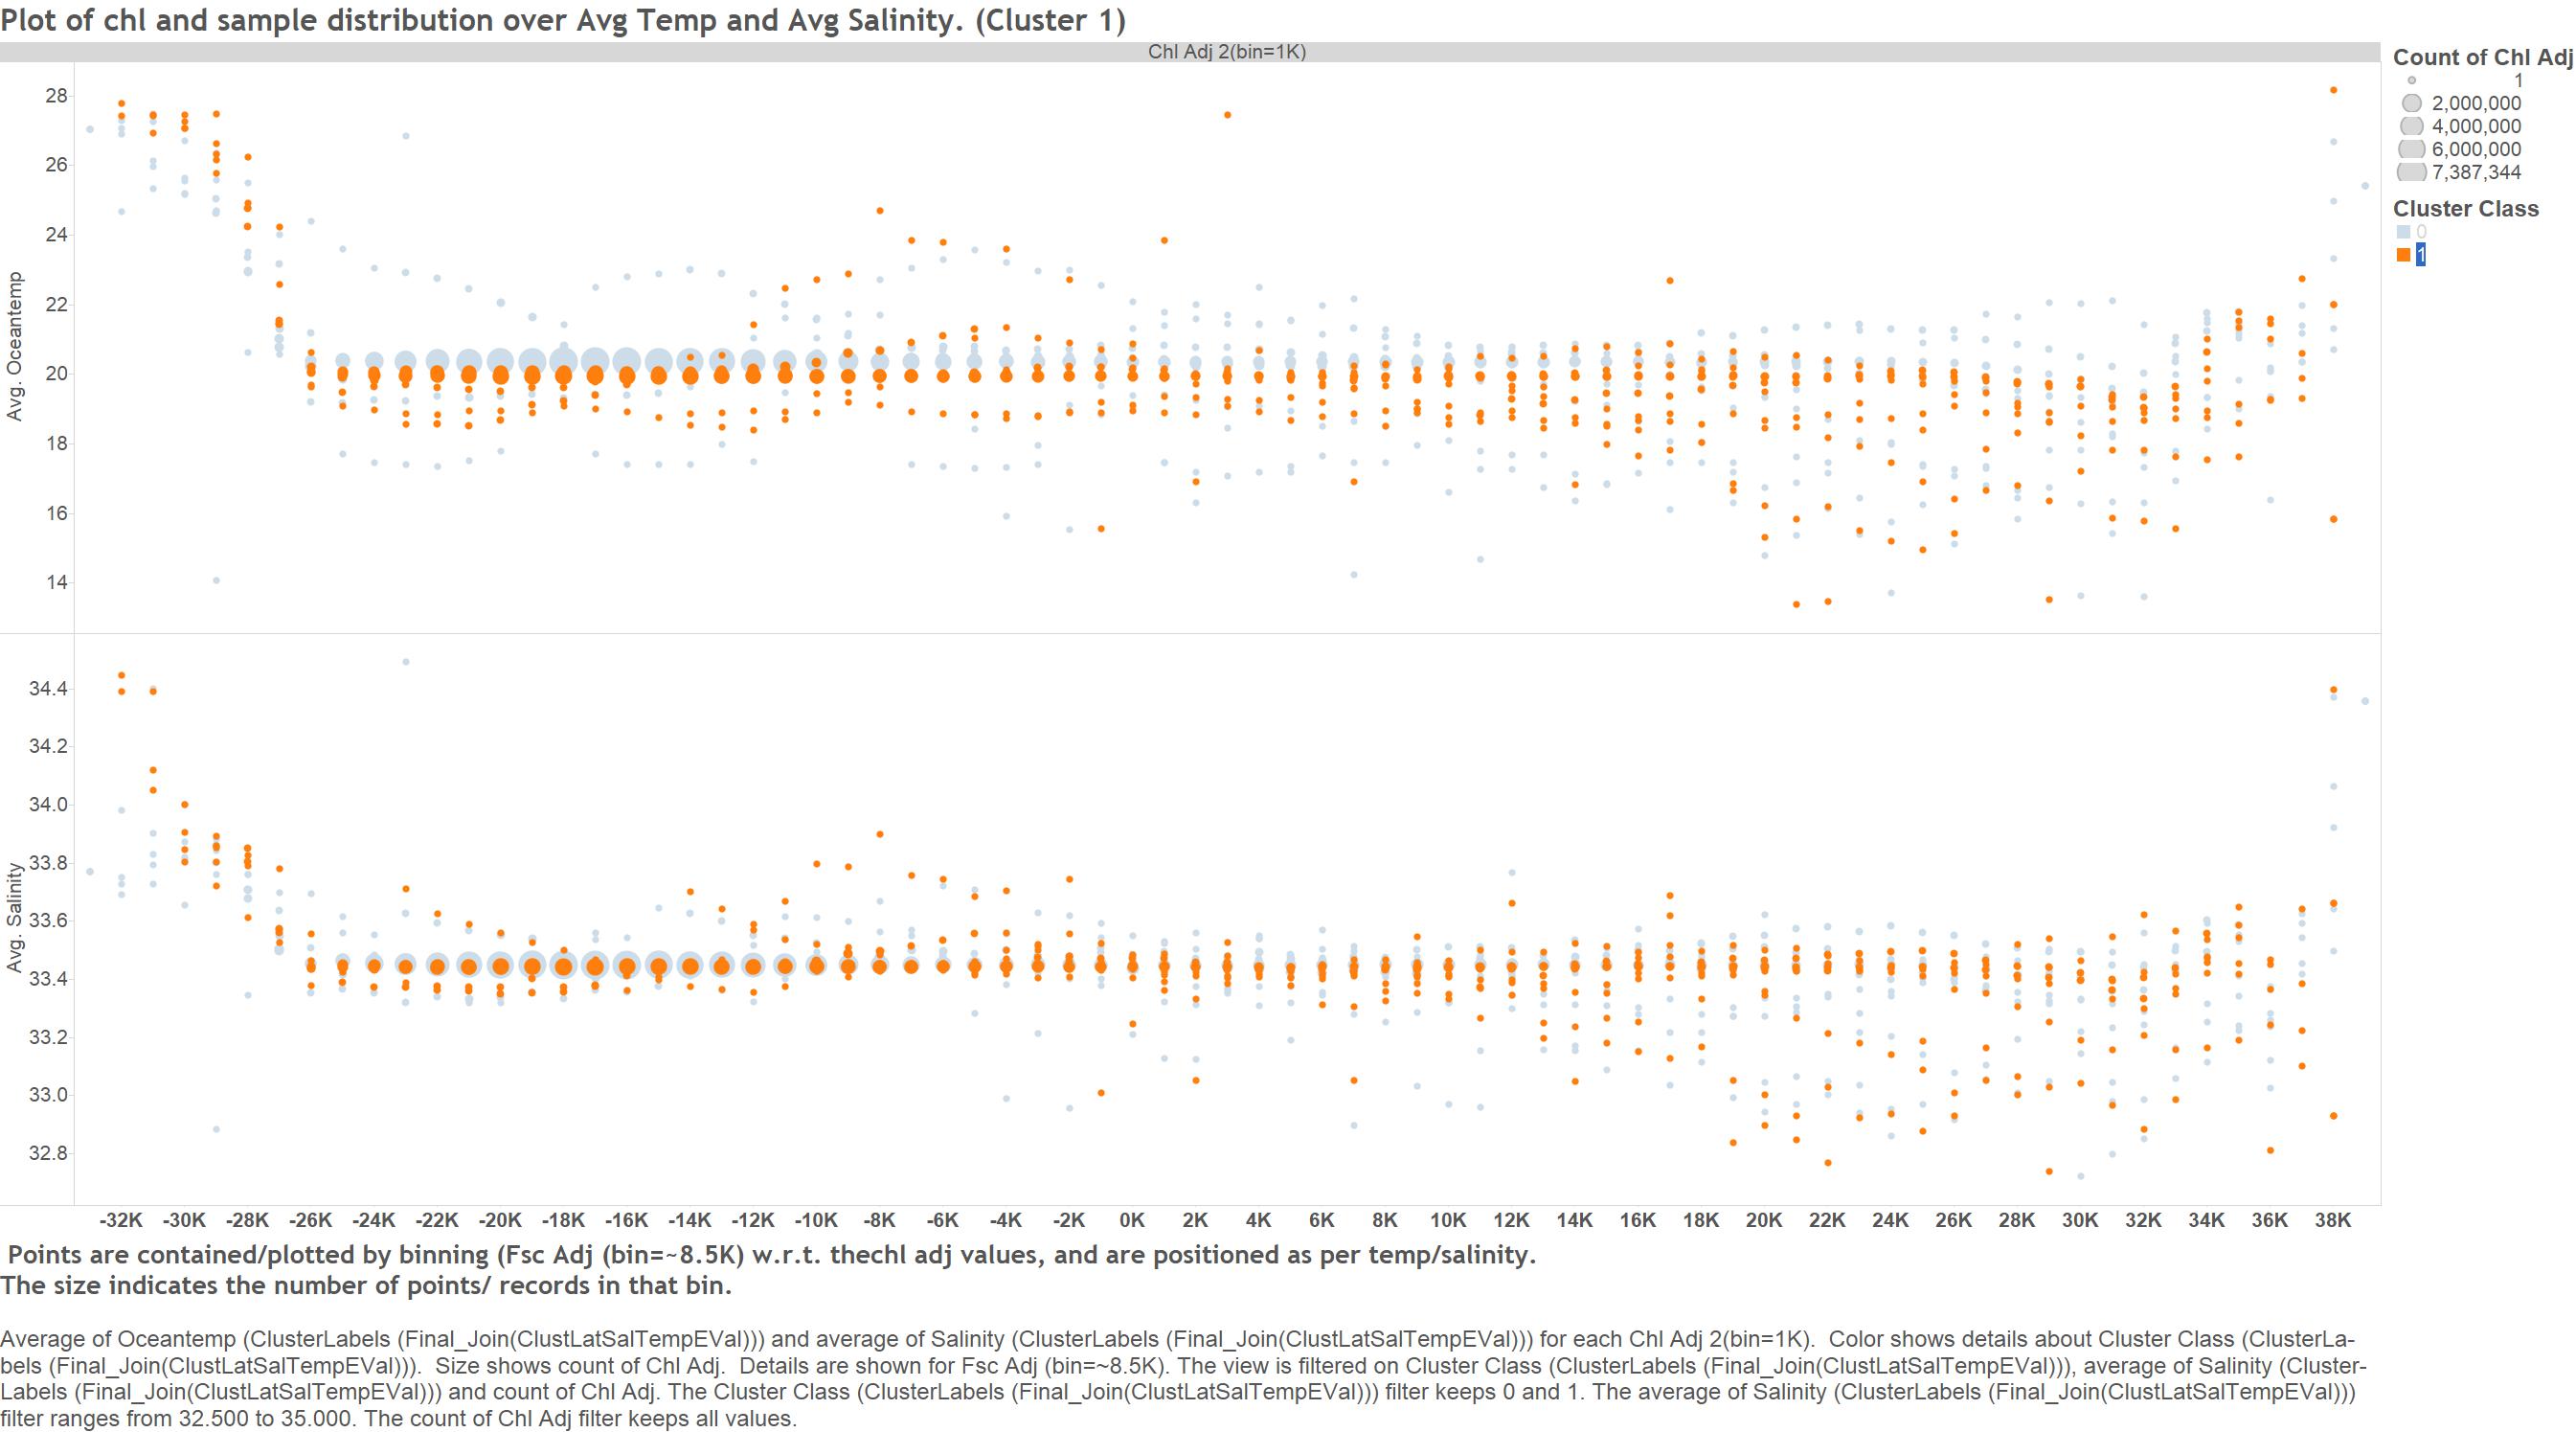 Plot of chl and sample distribution over Avg Temp and Avg Salinity. (Cluster 1)
Chl Adj 2(bin=1K)
Count of Chl Adj
1
2,000,000
4,000,000
6,000,000
7,387,344
Cluster Class
0
1
Avg. Oceantemp
28
26
24
22
20
18
16
14
Avg. Salinity
34.4
34.2
34.0
33.8
33.6
33.4
33.2
33.0
32.8
-32K -30K -28K -26K -24K -22K -20K -18K -16K -14K -12K -10K -8K -6K -4K -2K 0K 2K 4K 6K 8K 10K 12K 14K 16K 18K 20K 22K 24K 26K 28K 30K 32K 34K 36K 38K
Points are contained/plotted by binning (Fsc Adj (bin=~8.5K) w.r.t. thechl adj values, and are positioned as per temp/salinity.
The size indicates the number of points/ records in that bin.
Average of Oceantemp (ClusterLabels (Final_Join(ClustLatSalTempEVal))) and average of Salinity (ClusterLabels (Final_Join(ClustLatSalTempEVal))) for each Chl Adj 2(bin=1K).  Color shows details about Cluster Class (ClusterLa-
bels (Final_Join(ClustLatSalTempEVal))).  Size shows count of Chl Adj.  Details are shown for Fsc Adj (bin=~8.5K). The view is filtered on Cluster Class (ClusterLabels (Final_Join(ClustLatSalTempEVal))), average of Salinity (Cluster-
Labels (Final_Join(ClustLatSalTempEVal))) and count of Chl Adj. The Cluster Class (ClusterLabels (Final_Join(ClustLatSalTempEVal))) filter keeps 0 and 1. The average of Salinity (ClusterLabels (Final_Join(ClustLatSalTempEVal)))
filter ranges from 32.500 to 35.000. The count of Chl Adj filter keeps all values.